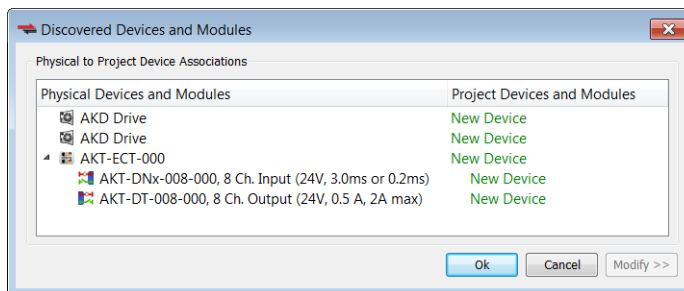 Discovered Devices and Modules
Physical to Project Device Associations
Physical Devices and Modules Project Devices and Modules
AKD Drive New Device
AKD Drive New Device
AKT-ECT-000 New Device
AKT-DNx-008-000, 8 Ch. Input (24V, 3.0ms or 0.2ms) New Device
AKT-DT-008-000, 8 Ch. Output (24V, 0.5 A, 2A max) New Device
Ok Cancel Modify >>